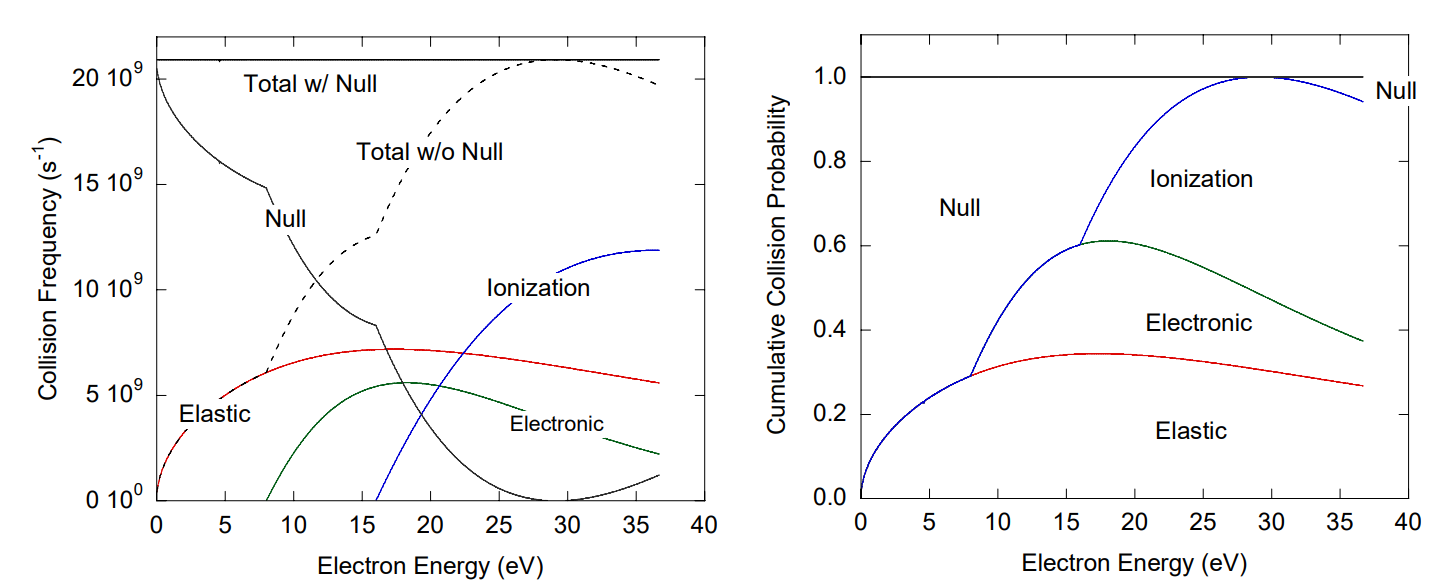 Collision Frequency (s⁻¹)
20 10⁹
15 10⁹
10 10⁹
5 10⁹
0 10⁰
Total w/ Null
Total w/o Null
Null
Ionization
Elastic
Electronic
0 5 10 15 20 25 30 35 40
Electron Energy (eV)
Cumulative Collision Probability
1.0
0.8
0.6
0.4
0.2
0.0
Null
Null
Ionization
Electronic
Elastic
0 5 10 15 20 25 30 35 40
Electron Energy (eV)